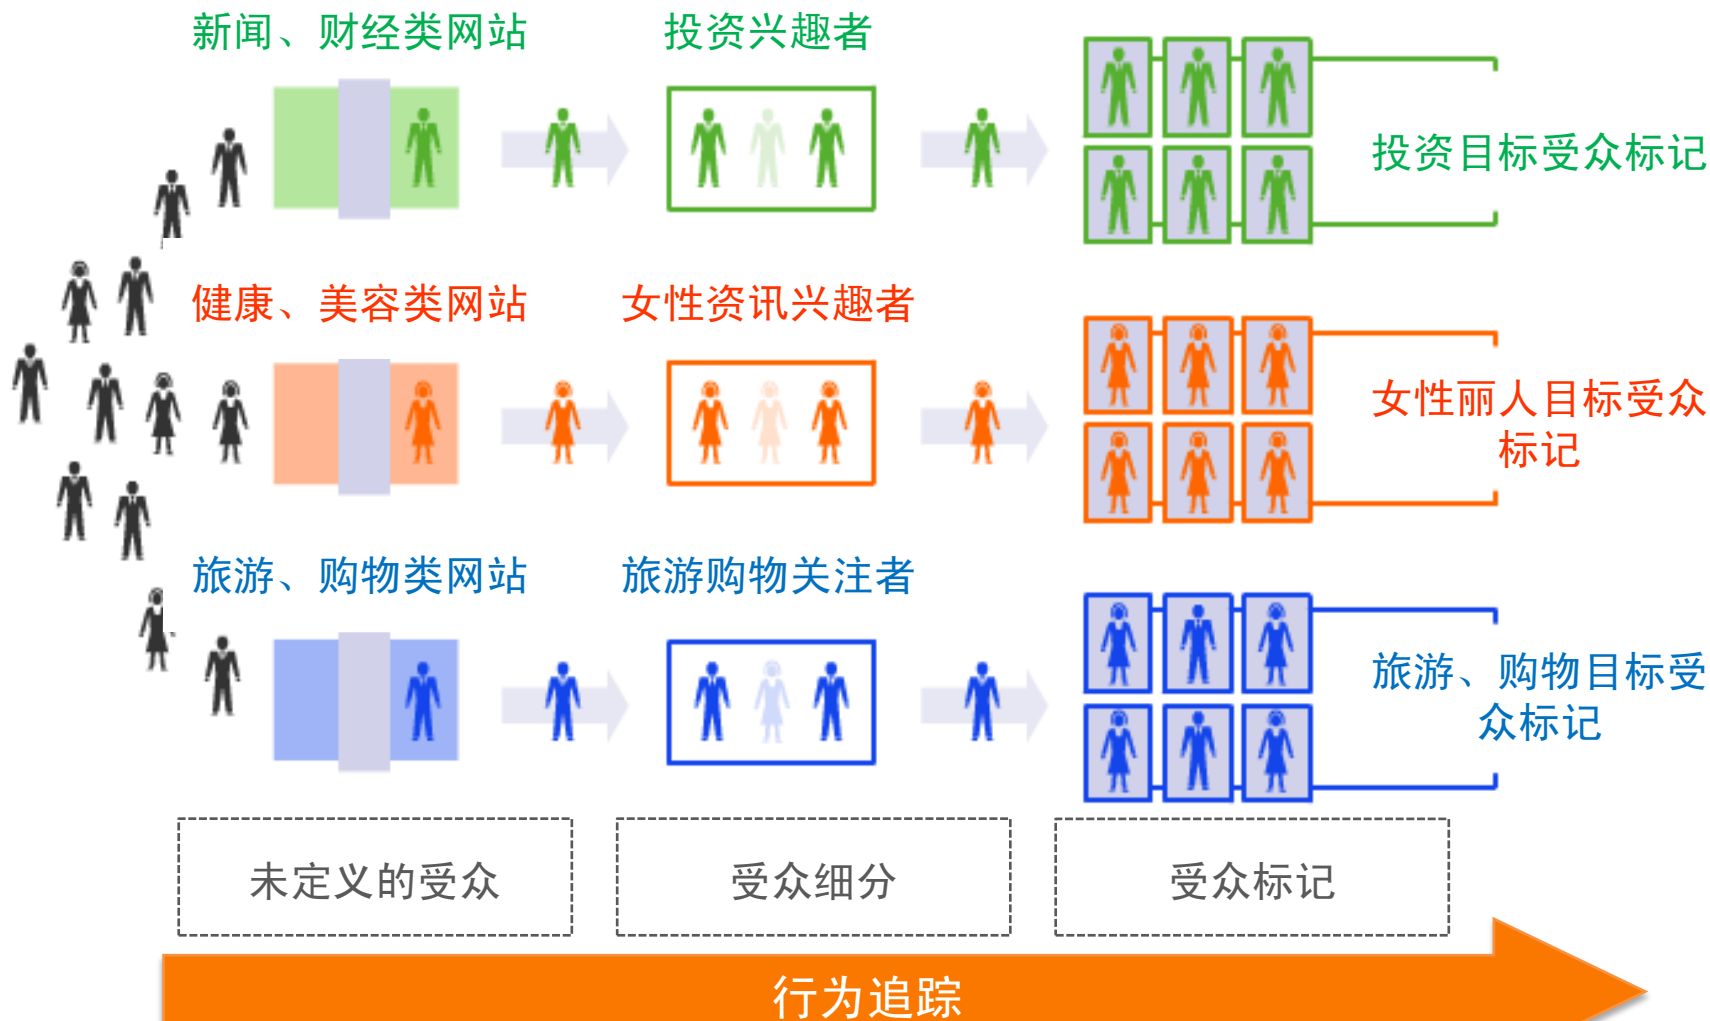 新闻、财经类网站
投资兴趣者
投资目标受众标记
健康、美容类网站
女性资讯兴趣者
女性丽人目标受众
标记
旅游、购物类网站
旅游购物关注者
旅游、购物目标受
众标记
未定义的受众
受众细分
受众标记
行为追踪